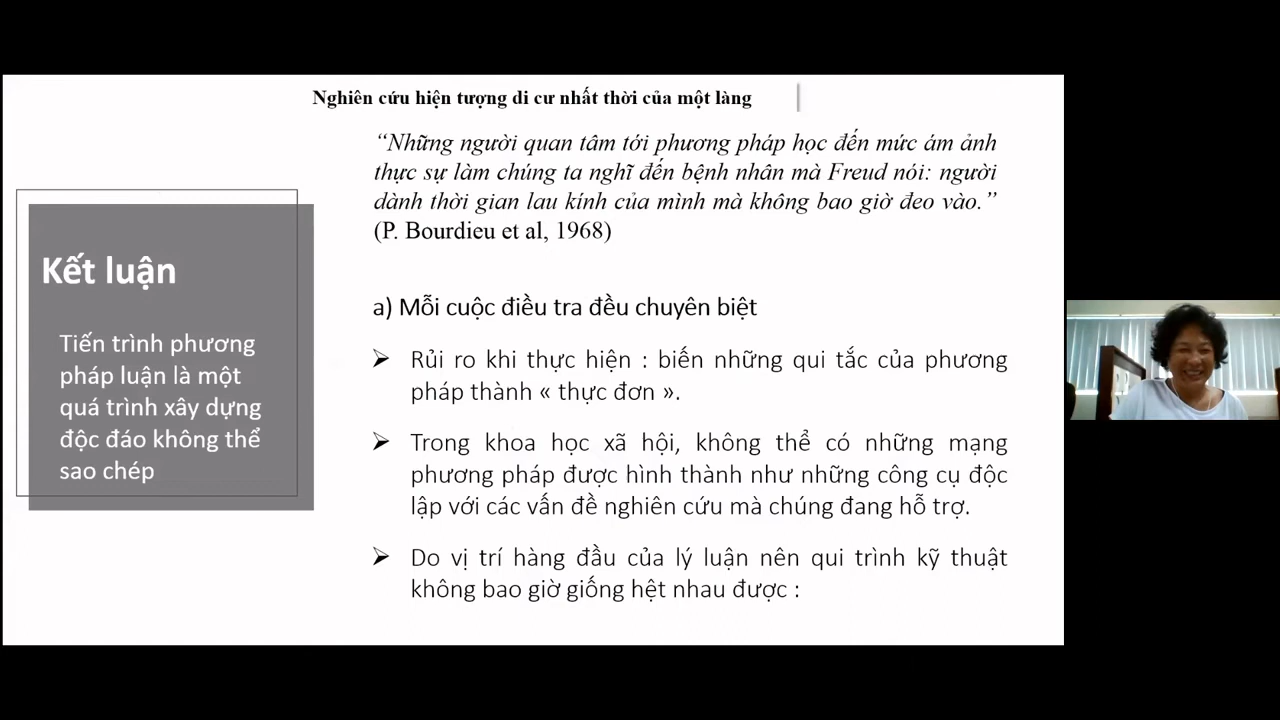 Nghiên cứu hiện tượng di cư nhất thời của một làng
“Những người quan tâm tới phương pháp học đến mức ám ảnh
thực sự làm chúng ta nghĩ đến bệnh nhân mà Freud nói: người
dành thời gian lau kính của mình mà không bao giờ đeo vào.”
(P. Bourdieu et al, 1968)
Kết luận
Tiến trình phương
pháp luận là một
quá trình xây dựng
độc đáo không thể
sao chép
a) Mỗi cuộc điều tra đều chuyên biệt
➢ Rủi ro khi thực hiện : biến những qui tắc của phương
pháp thành « thực đơn ».
➢ Trong khoa học xã hội, không thể có những mạng
phương pháp được hình thành như những công cụ độc
lập với các vấn đề nghiên cứu mà chúng đang hỗ trợ.
➢ Do vị trí hàng đầu của lý luận nên qui trình kỹ thuật
không bao giờ giống hệt nhau được :